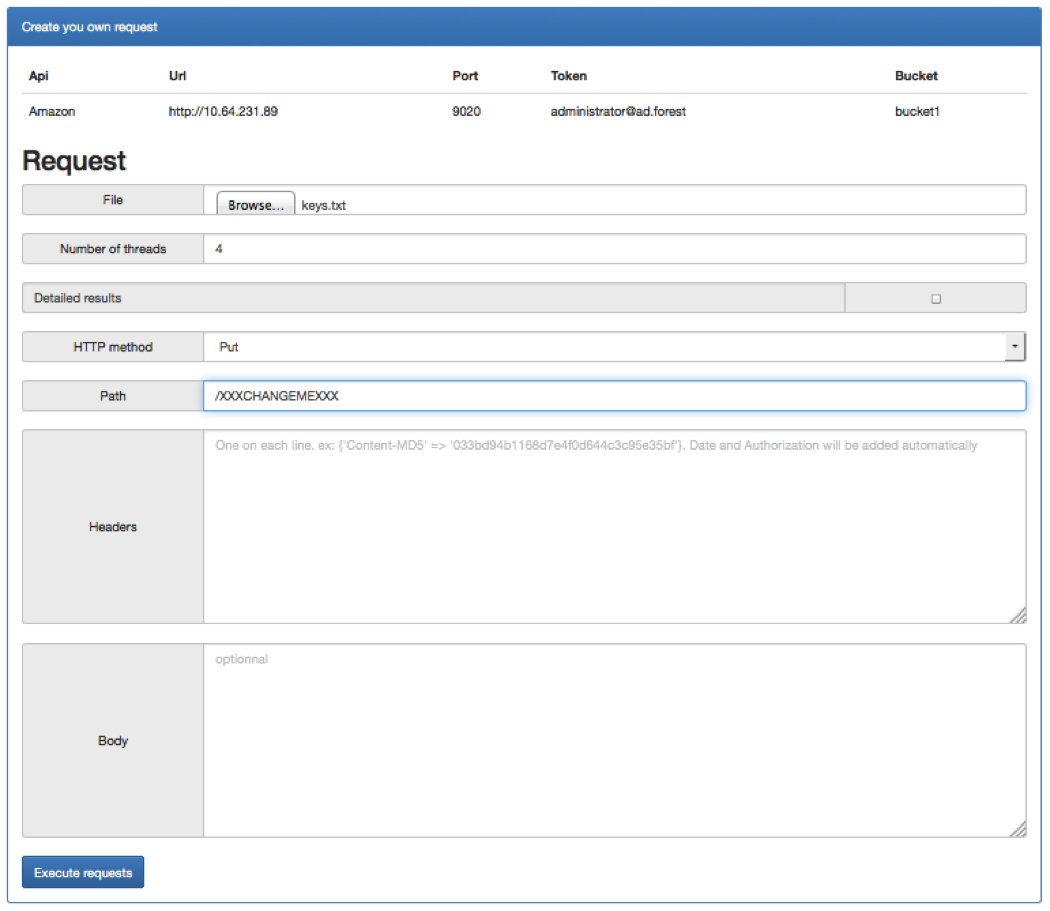 Create you own request
Api Url Port Token Bucket
Amazon http://10.64.231.89 9020 administrator@ad.forest bucket1
Request
File Browse... keys.txt
Number of threads 4
Detailed results
HTTP method Put
Path /XXXCHANGEMEXXX
Headers One on each line. ex: {'Content-MD5' => '033bd94b1168d7e4f0d644c3c95e35bf'}. Date and Authorization will be added automatically
Body optionnal
Execute requests